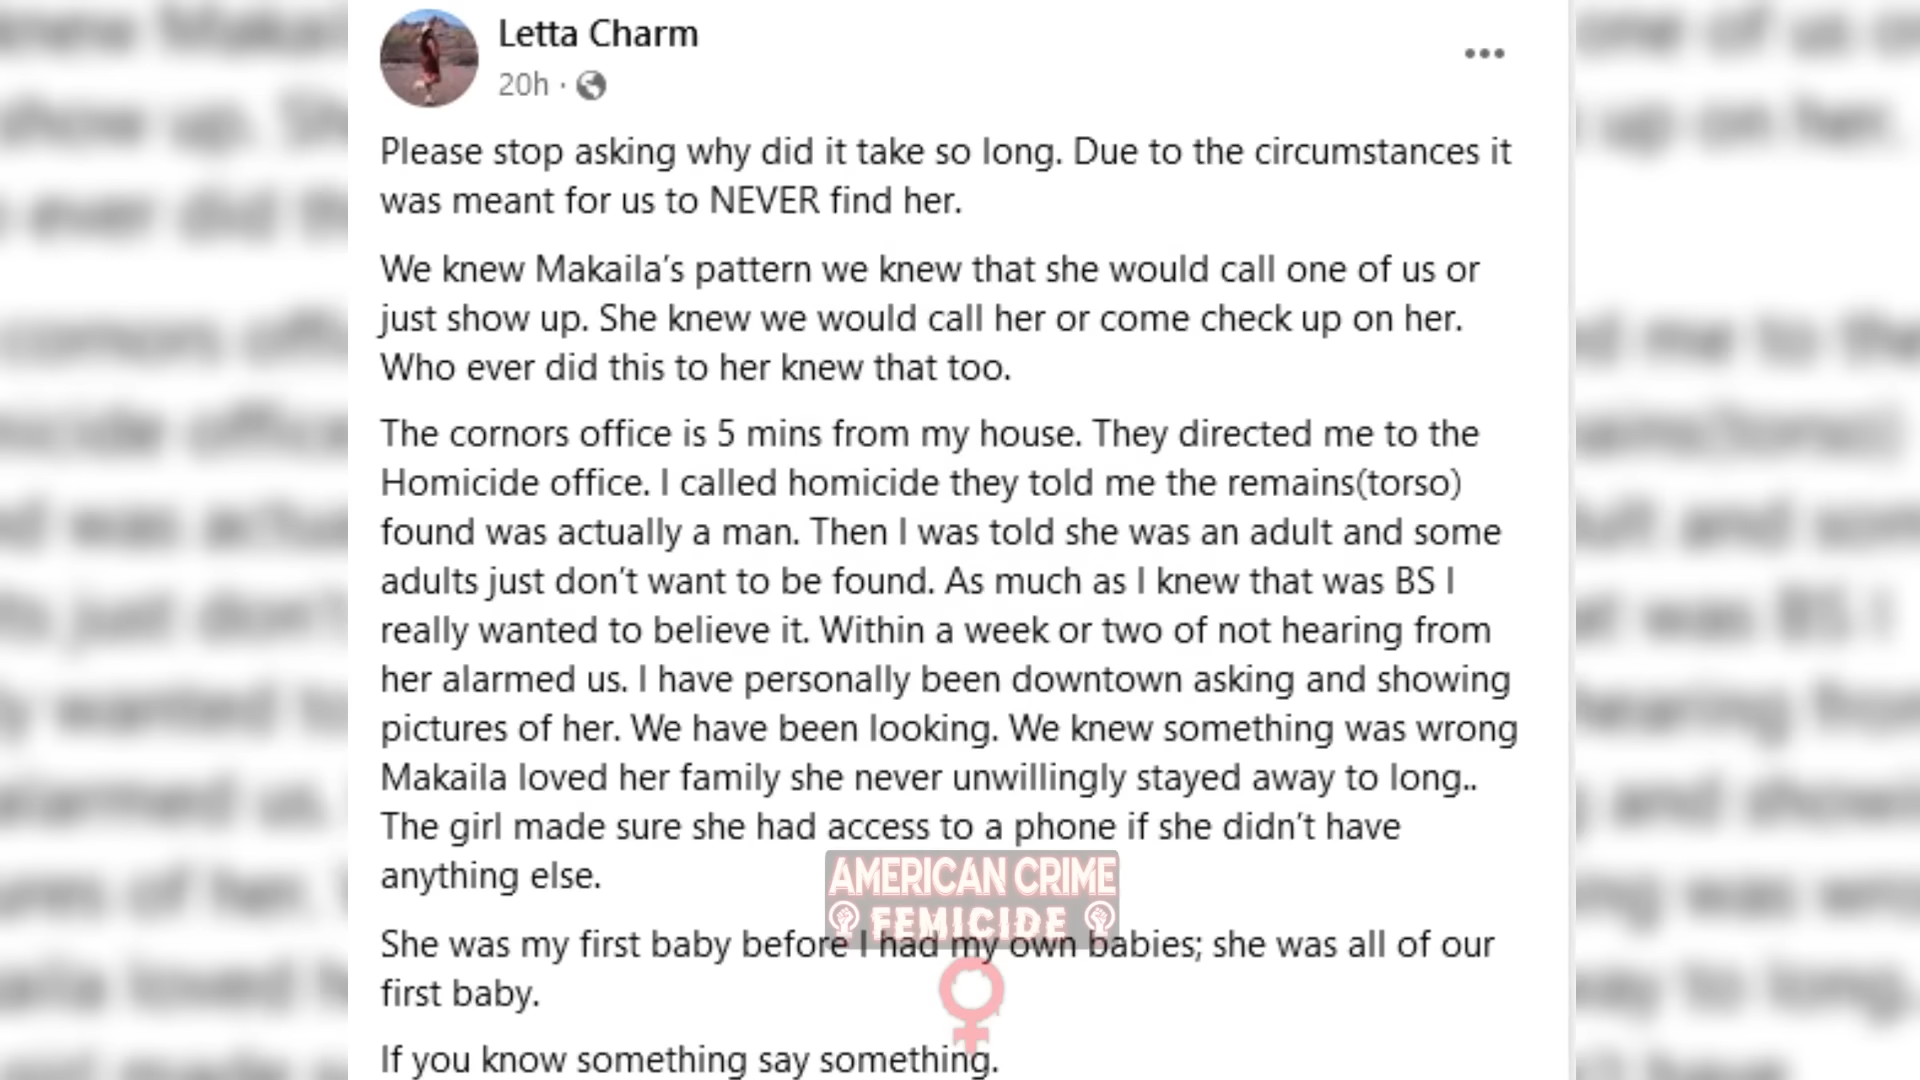 Letta Charm
20h ·
Please stop asking why did it take so long. Due to the circumstances it
was meant for us to NEVER find her.
We knew Makaila’s pattern we knew that she would call one of us or
just show up. She knew we would call her or come check up on her.
Who ever did this to her knew that too.
The cornors office is 5 mins from my house. They directed me to the
Homicide office. I called homicide they told me the remains(torso)
found was actually a man. Then I was told she was an adult and some
adults just don’t want to be found. As much as I knew that was BS I
really wanted to believe it. Within a week or two of not hearing from
her alarmed us. I have personally been downtown asking and showing
pictures of her. We have been looking. We knew something was wrong
Makaila loved her family she never unwillingly stayed away to long..
The girl made sure she had access to a phone if she didn’t have
anything else.
AMERICAN CRIME
FEMICIDE
She was my first baby before I had my own babies; she was all of our
first baby.
If you know something say something.